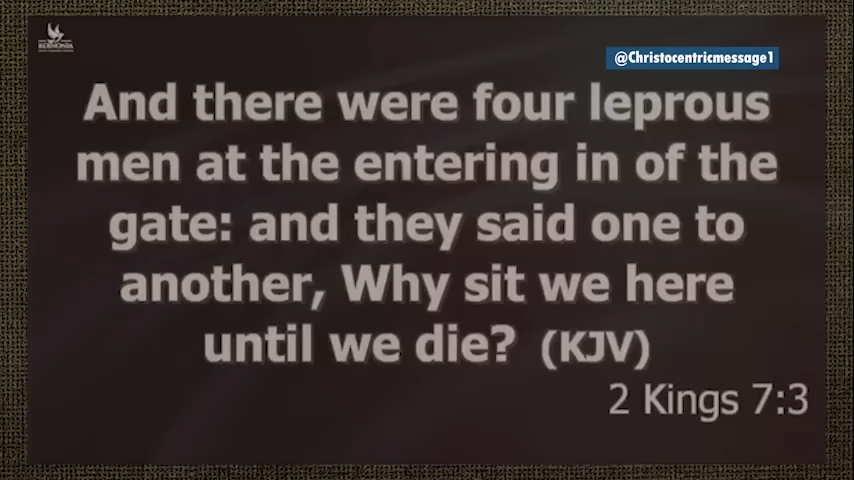 KOINONIA
@Christocentricmessage1
And there were four leprous
men at the entering in of the
gate: and they said one to
another, Why sit we here
until we die? (KJV)
2 Kings 7:3